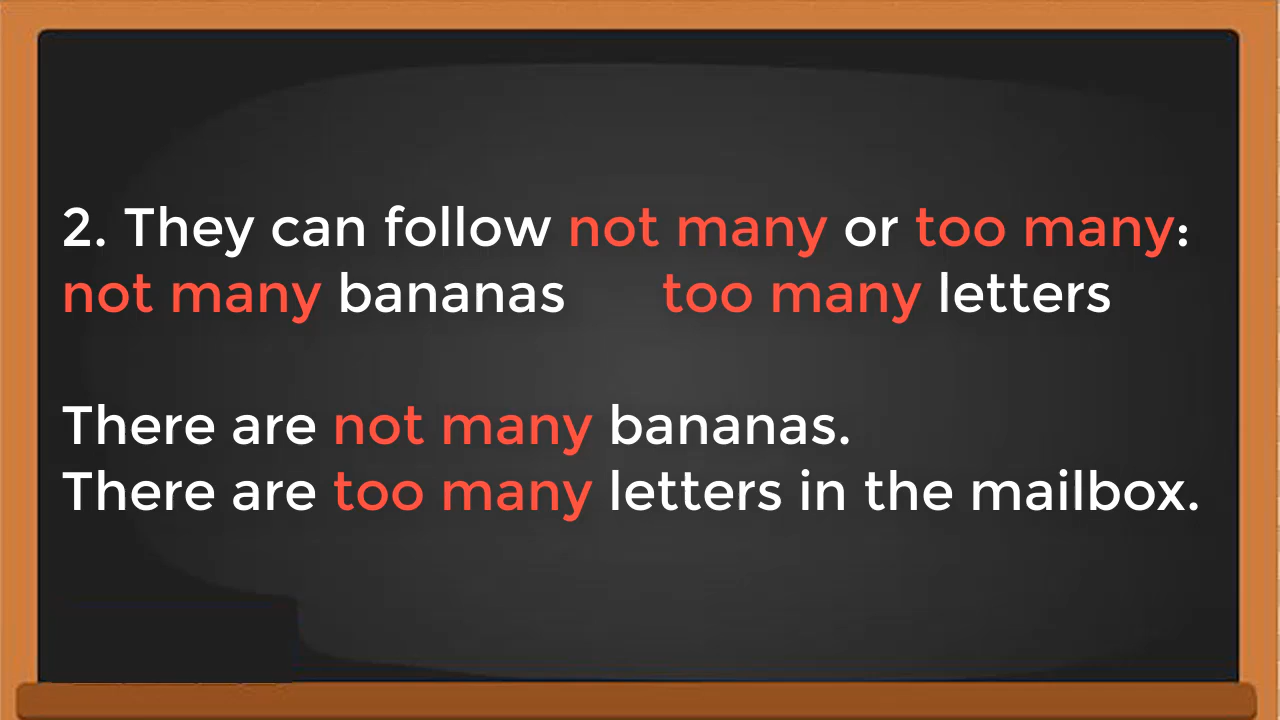 2. They can follow not many or too many:
not many bananas too many letters
There are not many bananas.
There are too many letters in the mailbox.